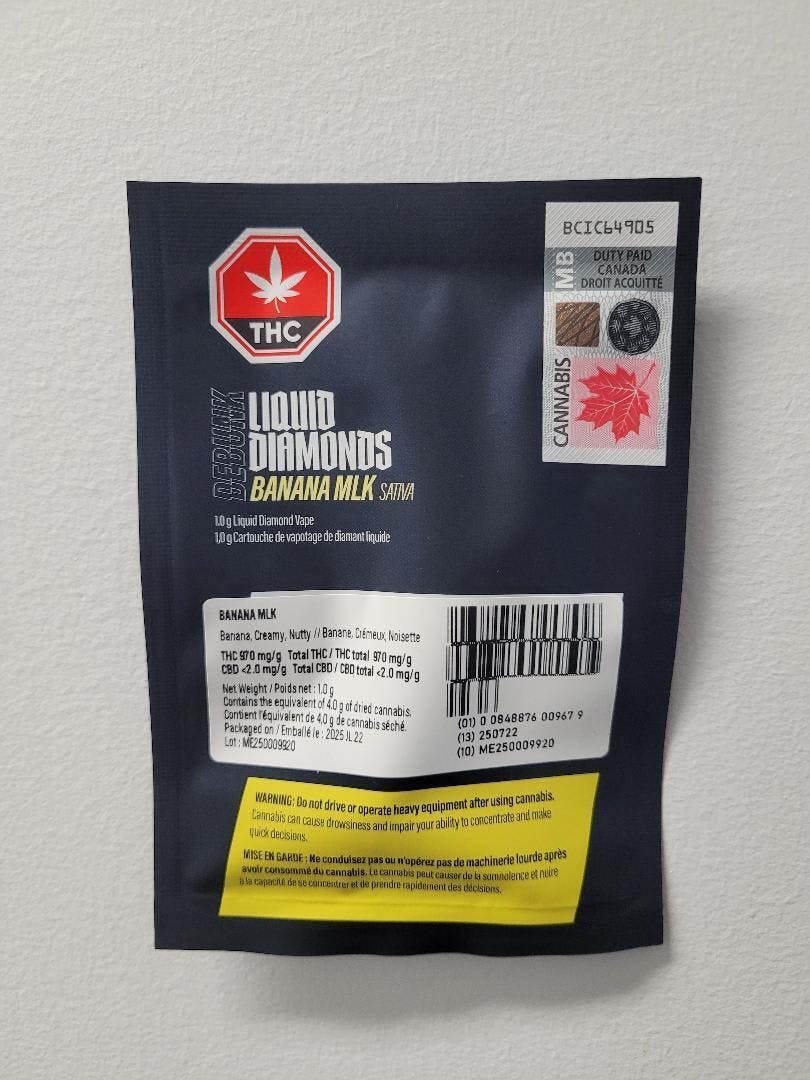 BCIC64905
MB
DUTY PAID
CANADA
DROIT ACQUITTÉ
CANNABIS
THC
DEBUNK
LIQUID
DIAMONDS
BANANA MLK SATIVA
1.0 g Liquid Diamond Vape
1,0 g Cartouche de vapotage de diamant liquide
BANANA MLK
Banana, Creamy, Nutty // Banane, Crémeux, Noisette
THC 970 mg/g Total THC / THC total 970 mg/g
CBD <2.0 mg/g Total CBD / CBD total <2.0 mg/g
Net Weight / Poids net : 1.0 g
Contains the equivalent of 4.0 g of dried cannabis.
Contient l'équivalent de 4,0 g de cannabis séché.
Packaged on / Emballé le : 2025 JL 22
Lot : ME250009920
(01) 0 0848876 00967 9
(13) 250722
(10) ME250009920
WARNING: Do not drive or operate heavy equipment after using cannabis.
Cannabis can cause drowsiness and impair your ability to concentrate and make
quick decisions.
MISE EN GARDE : Ne conduisez pas ou n'opérez pas de machinerie lourde après
avoir consommé du cannabis. Le cannabis peut causer de la somnolence et nuire
à la capacité de se concentrer et de prendre rapidement des décisions.